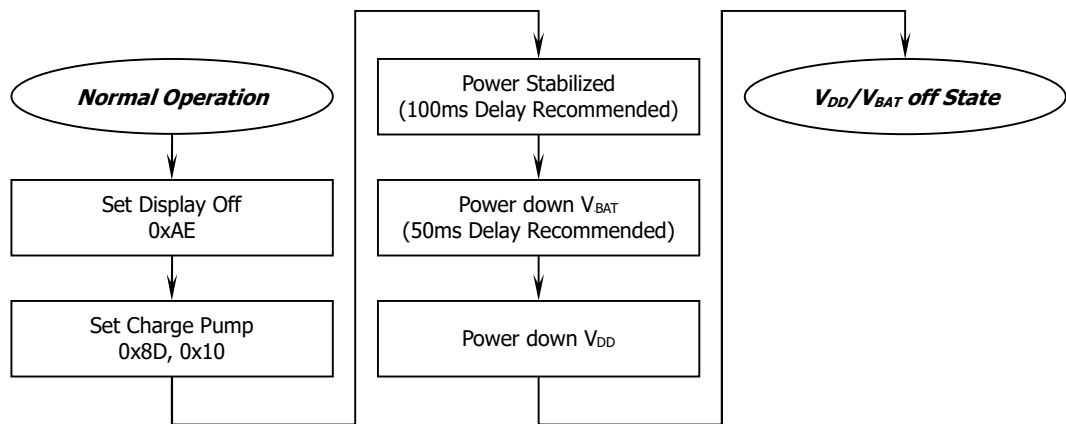 Normal Operation
Set Display Off
0xAE
Set Charge Pump
0x8D, 0x10
Power Stabilized
(100ms Delay Recommended)
Power down VBAT
(50ms Delay Recommended)
Power down VDD
VDD/VBAT off State